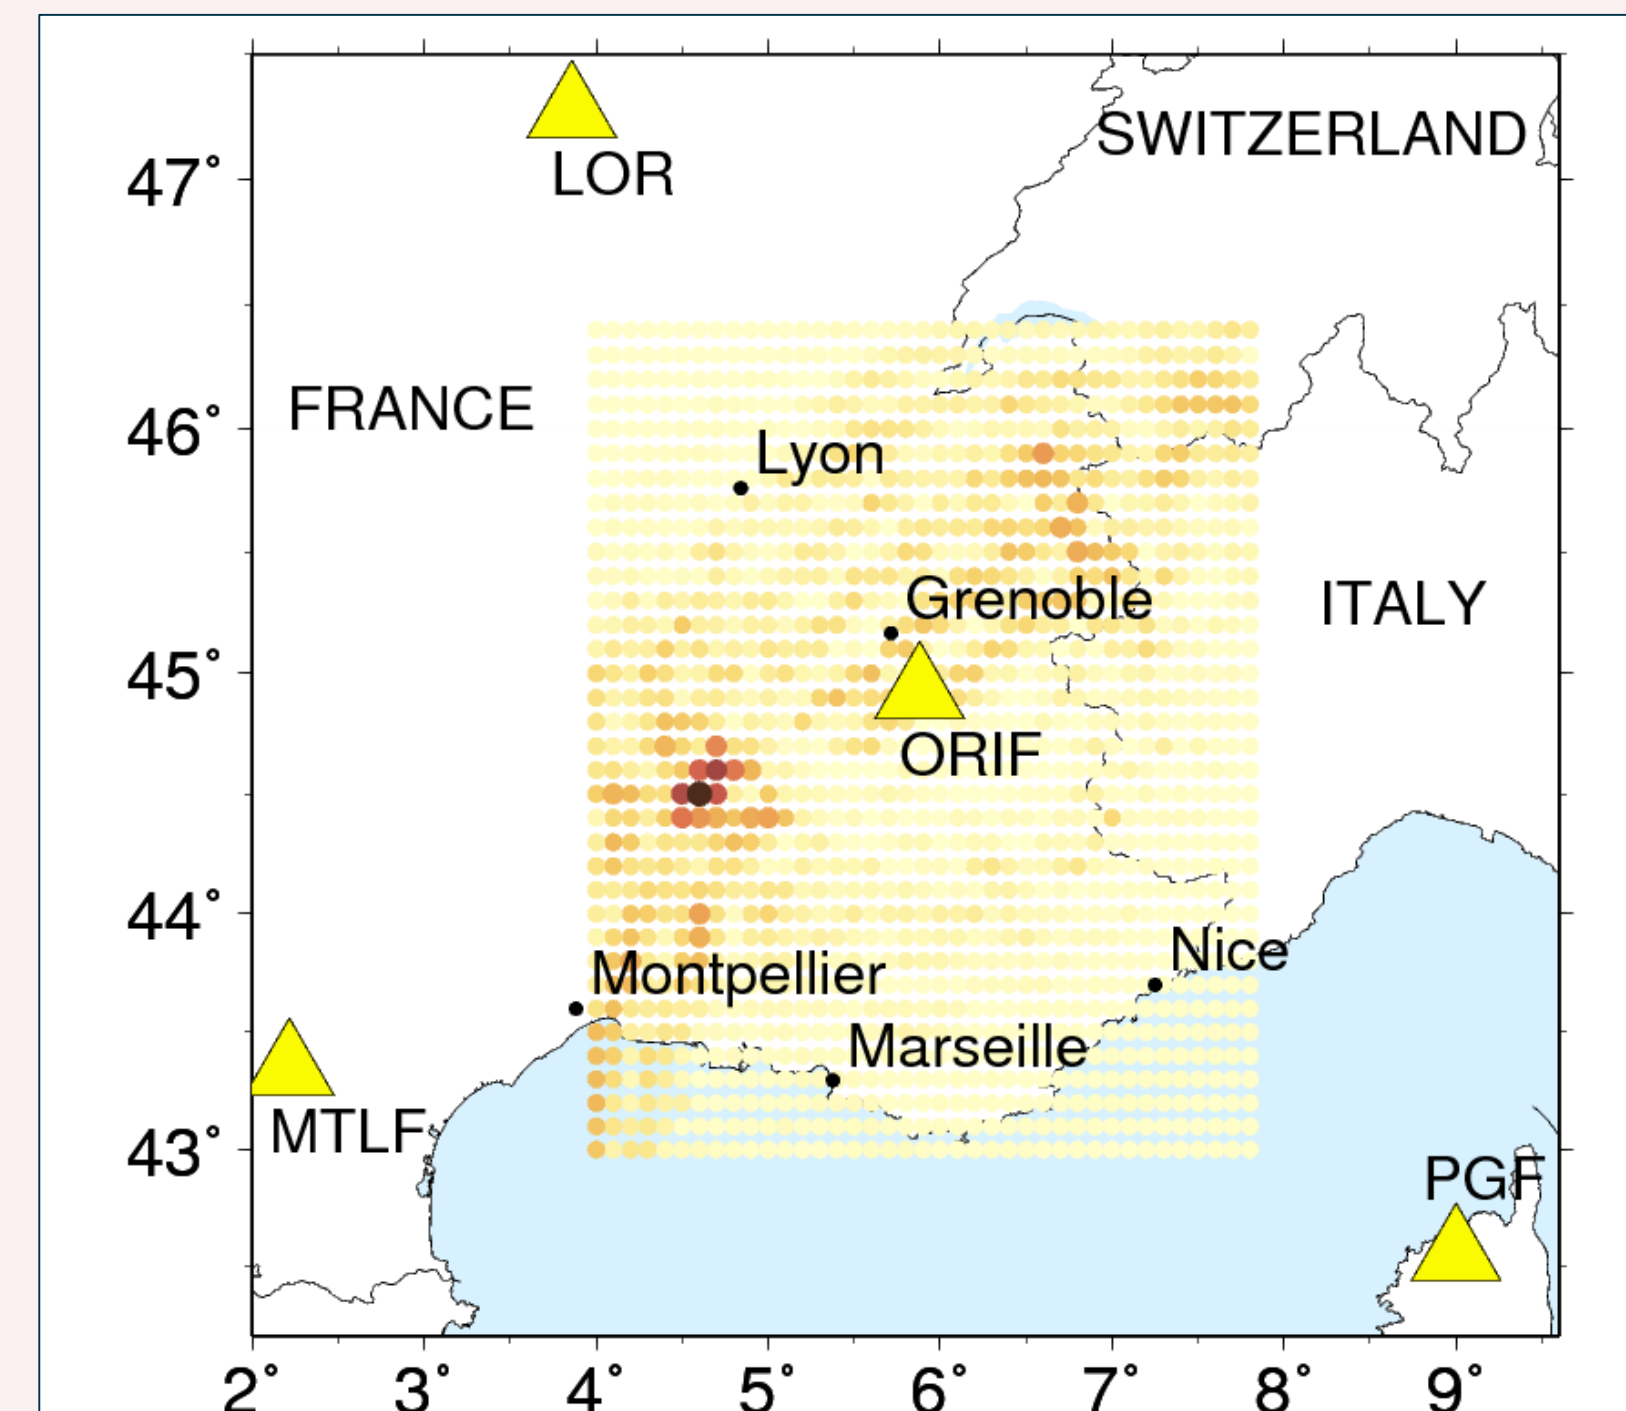 SWITZERLAND
47°
LOR
FRANCE
46°
Lyon
Grenoble
ITALY
45°
ORIF
44°
Montpellier
Nice
Marseille
MTLF
43°
PGF
2° 3° 4° 5° 6° 7° 8° 9°